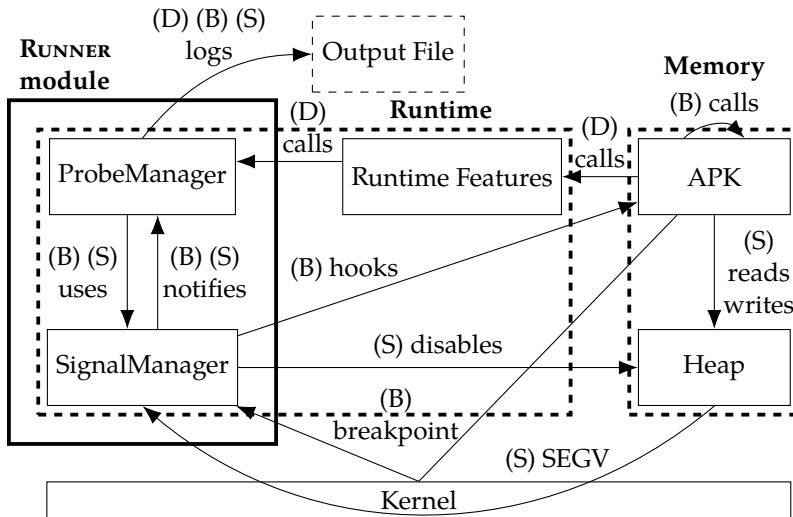 (D) (B) (S)
logs
Output File
RUNNER
module
Runtime
Memory
(B) calls
(D)
calls
(D)
calls
ProbeManager
Runtime Features
APK
(B) (S)
uses
(B) (S)
notifies
(B) hooks
(S)
reads
writes
SignalManager
(S) disables
Heap
(B)
breakpoint
(S) SEGV
Kernel